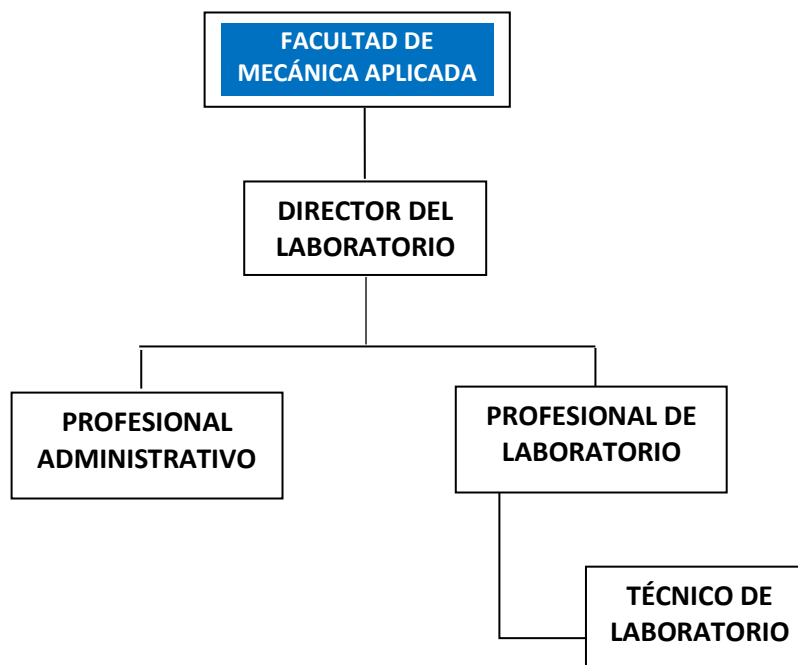 FACULTAD DE
MECÁNICA APLICADA
DIRECTOR DEL
LABORATORIO
PROFESIONAL
ADMINISTRATIVO
PROFESIONAL DE
LABORATORIO
TÉCNICO DE
LABORATORIO